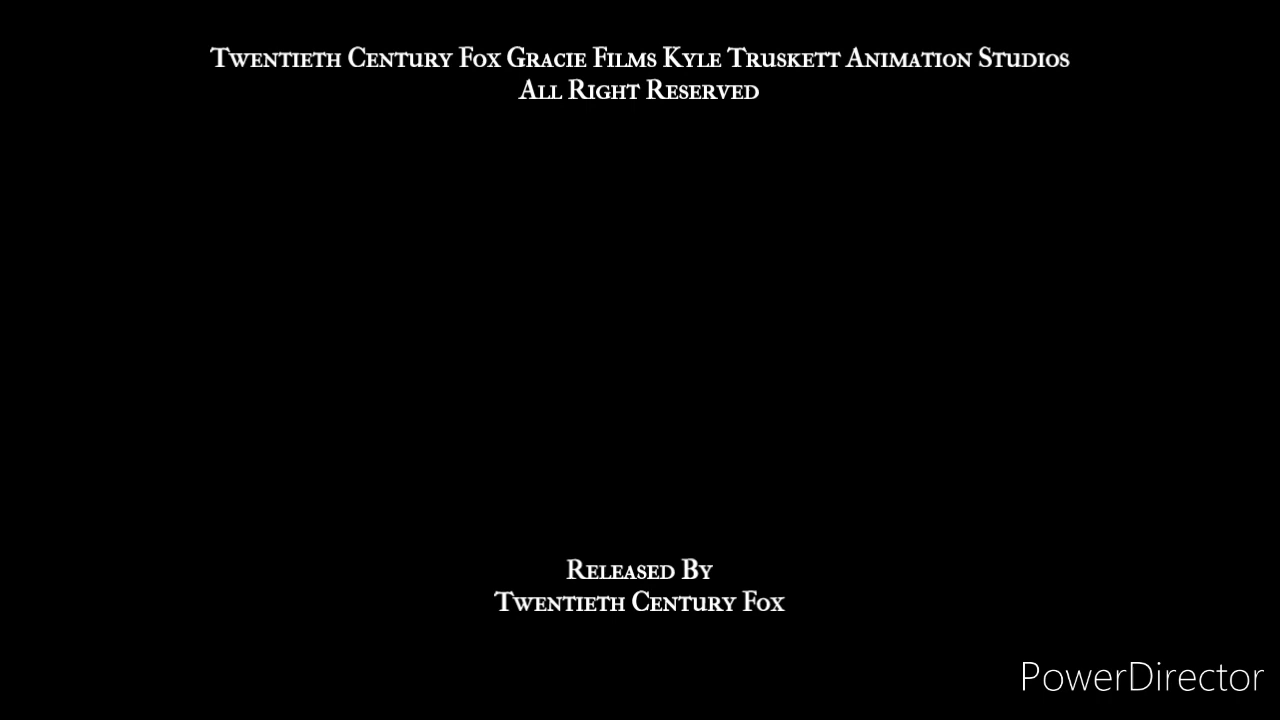 Twentieth Century Fox Gracie Films Kyle Truskett Animation Studios
All Right Reserved
Released By
Twentieth Century Fox
PowerDirector